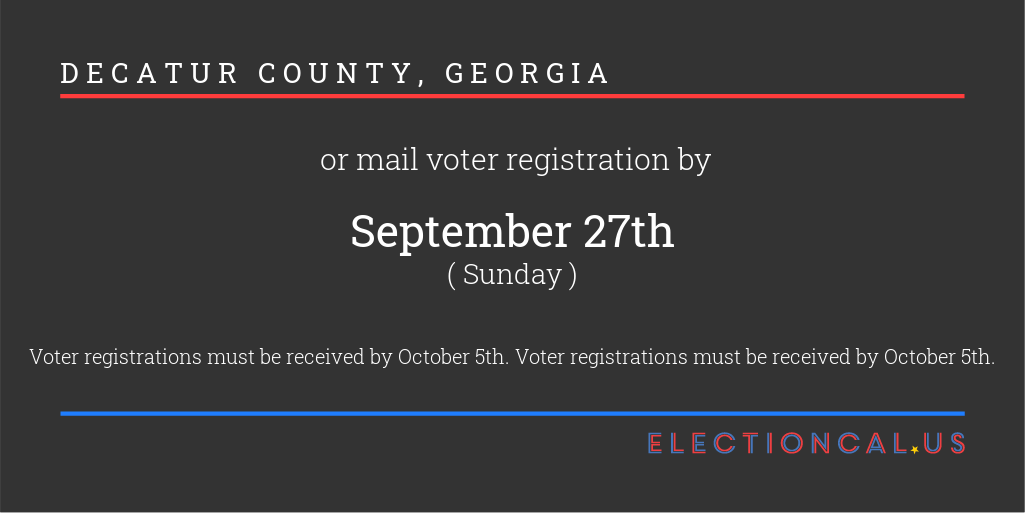 DECATUR COUNTY, GEORGIA
or mail voter registration by
September 27th
( Sunday )
Voter registrations must be received by October 5th. Voter registrations must be received by October 5th.
ELECTIONCAL.US